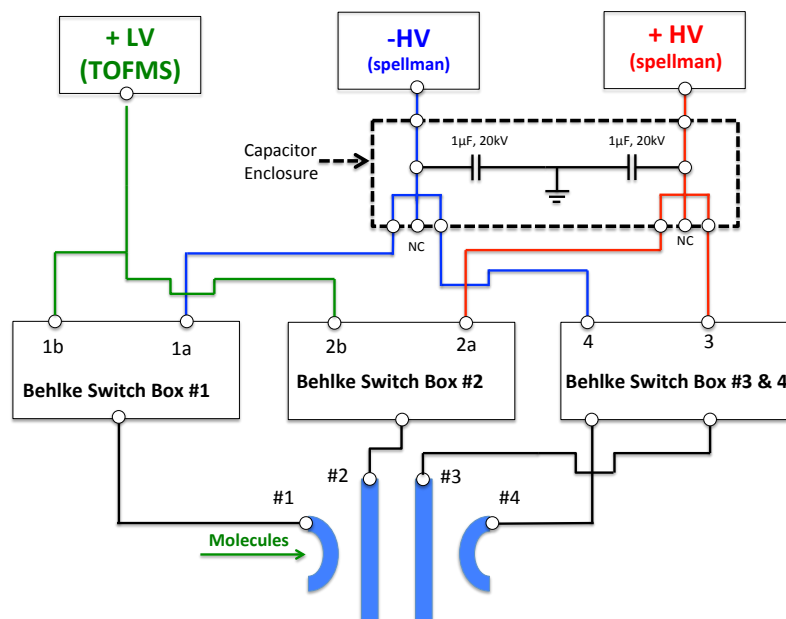 + LV
(TOFMS)
-HV
(spellman)
+ HV
(spellman)
Capacitor
Enclosure
1µF, 20kV
1µF, 20kV
NC
NC
1b
1a
2b
2a
4
3
Behlke Switch Box #1
Behlke Switch Box #2
Behlke Switch Box #3 & 4
#1
#2
#3
#4
Molecules